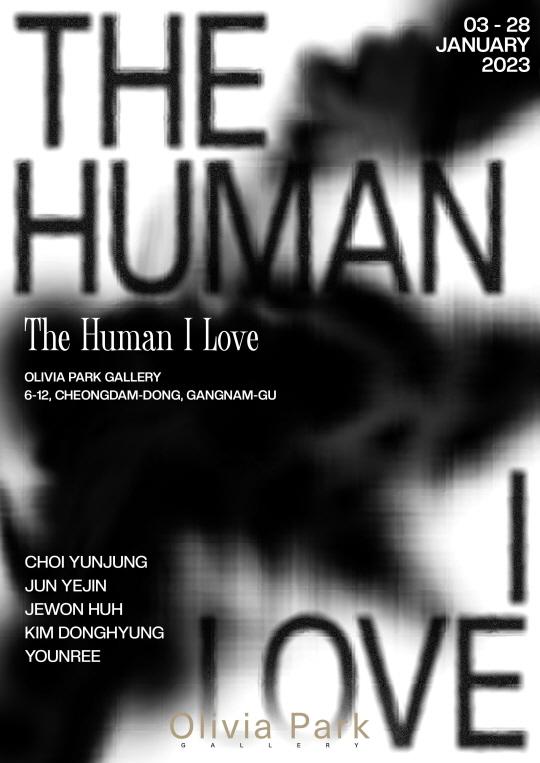 THE
HUMAN
03 - 28
JANUARY
2023
The Human I Love
OLIVIA PARK GALLERY
6-12, CHEONGDAM-DONG, GANGNAM-GU
I
LOVE
CHOI YUNJUNG
JUN YEJIN
JEWON HUH
KIM DONGHYUNG
YOUNREE
Olivia Park
GALLERY